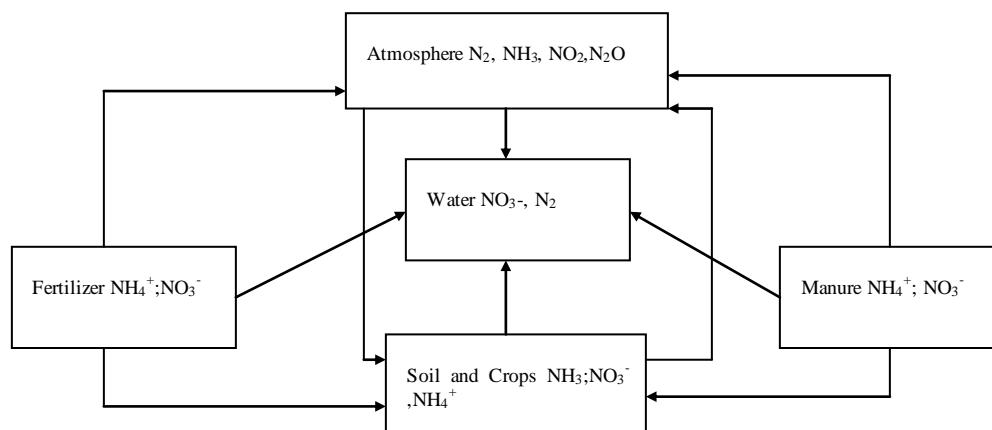 Atmosphere N₂, NH₃, NO₂,N₂O
Water NO₃-, N₂
Fertilizer NH₄⁺;NO₃⁻
Manure NH₄⁺; NO₃⁻
Soil and Crops NH₃;NO₃⁻
,NH₄⁺